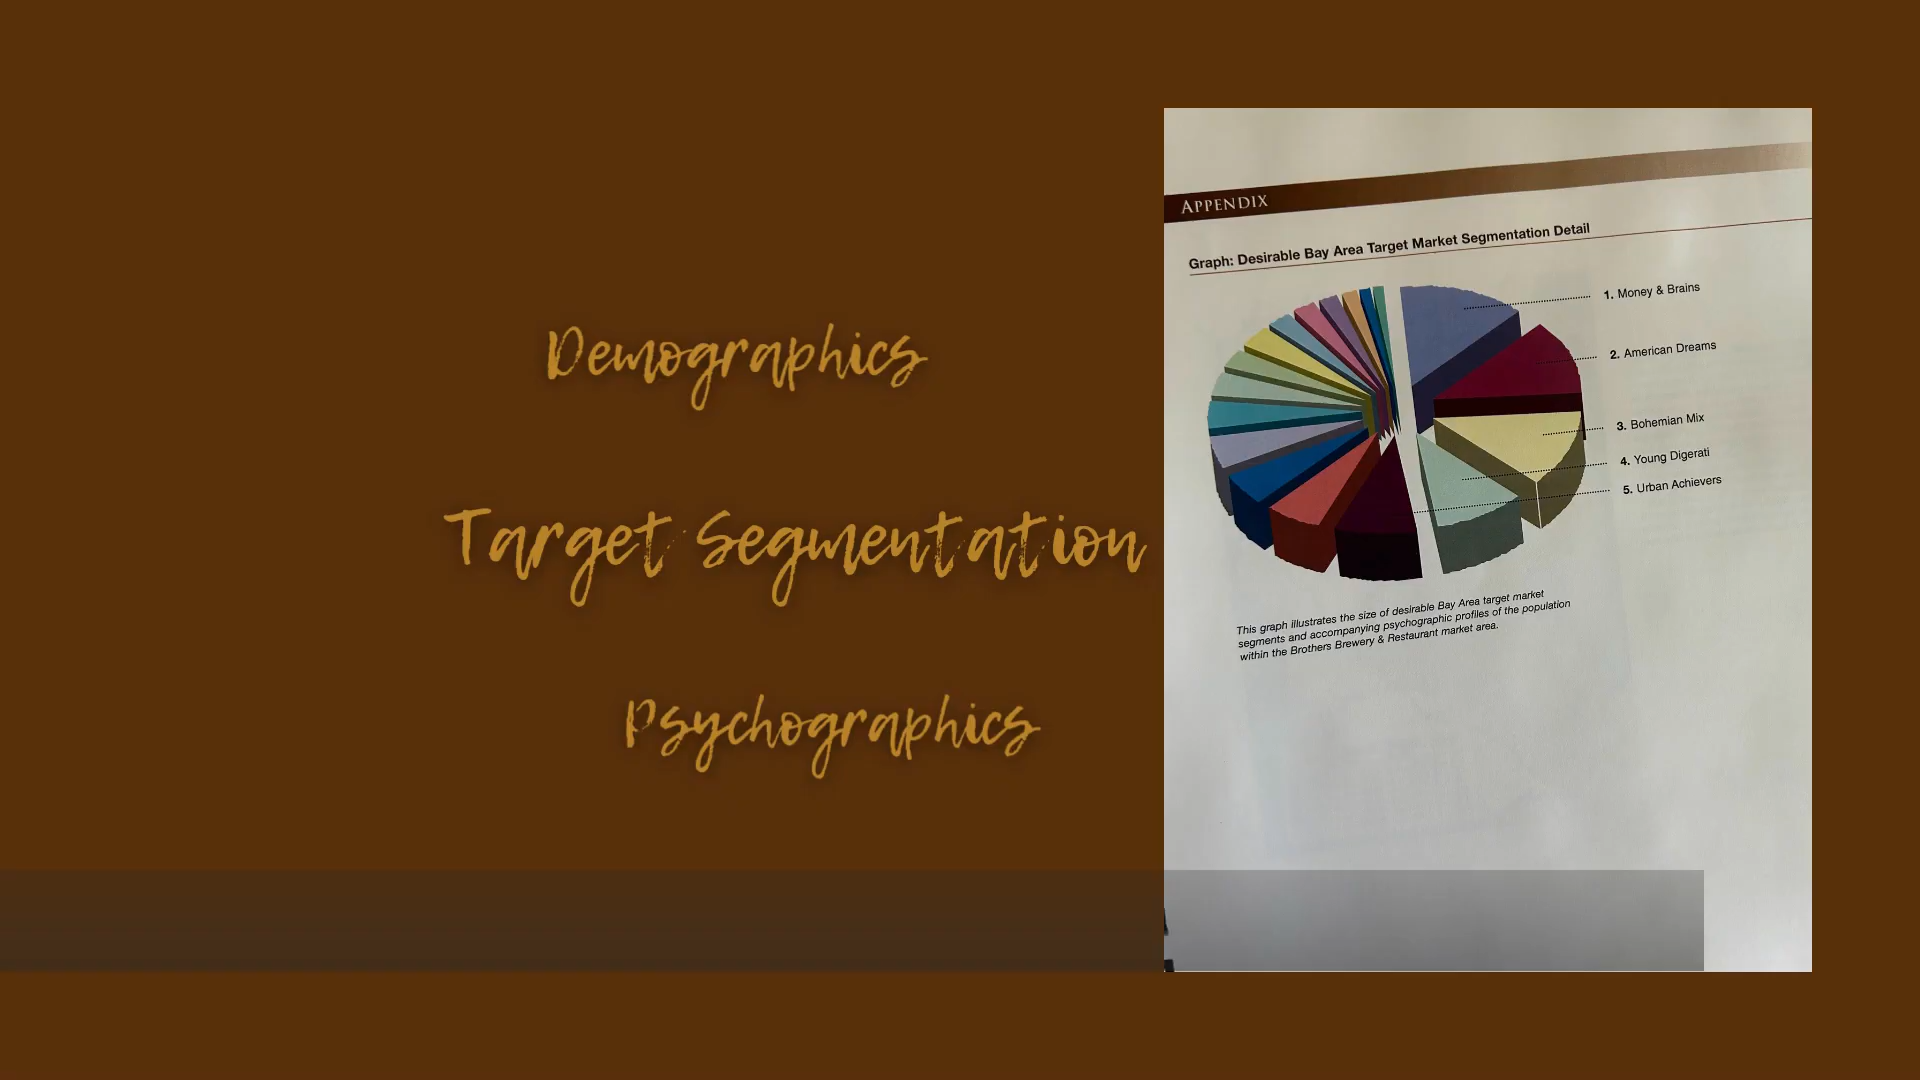 Demographics
Target Segmentation
Psychographics
APPENDIX
Graph: Desirable Bay Area Target Market Segmentation Detail
1. Money & Brains
2. American Dreams
3. Bohemian Mix
4. Young Digerati
5. Urban Achievers
This graph illustrates the size of desirable Bay Area target market
segments and accompanying psychographic profiles of the population
within the Brothers Brewery & Restaurant market area.